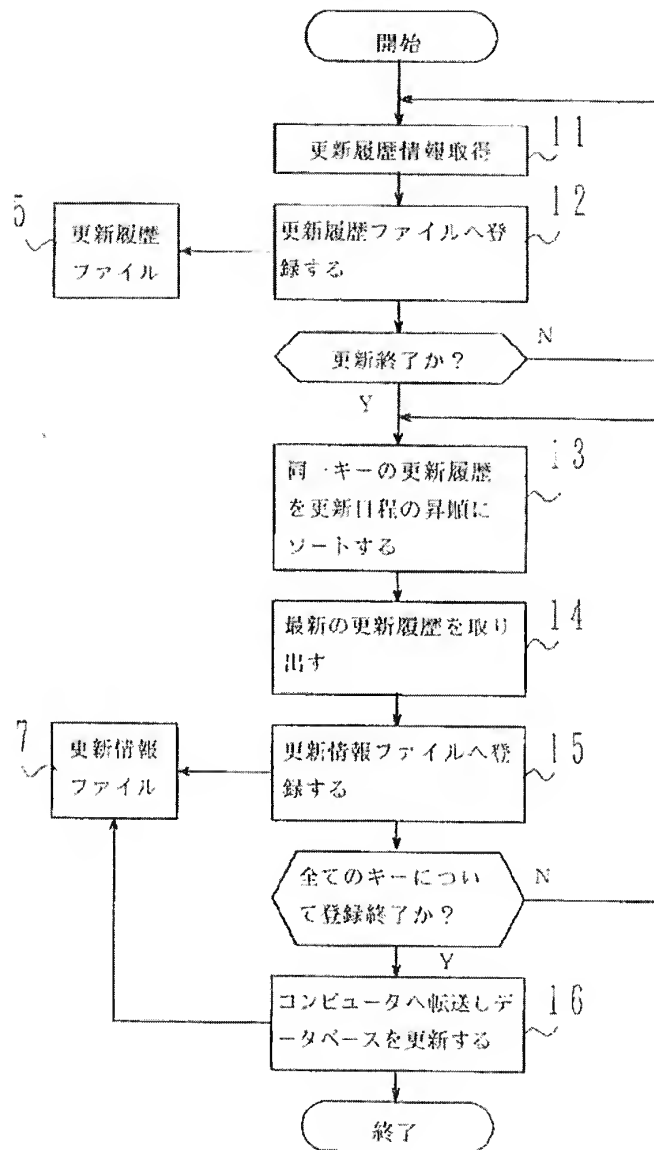 開始
11
更新履歴情報取得
12
5
更新履歴
ファイル
更新履歴ファイルへ登
録する
更新終了か?
N
Y
13
同一キーの更新履歴
を更新日程の昇順に
ソートする
14
最新の更新履歴を取り
出す
15
7
更新情報
ファイル
更新情報ファイルへ登
録する
全てのキーについ
て登録終了か?
N
Y
16
コンピュータへ転送しデ
ータベースを更新する
終了